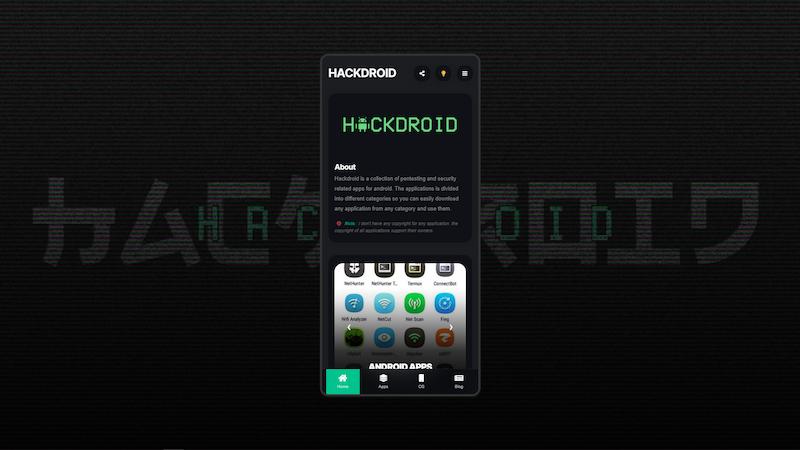 HACKDROID
HACKDROID
About
Hackdroid is a collection of pentesting and security
related apps for android. The applications is divided
into different categories so you can easily download
any application from any category and use them.
Note : I don't have any copyright for any application. the
copyright of all applications support their owners.
NetHunter
NetHunter T..
Termux
ConnectBot
Wifi Analyzer
NetCut
Net Scan
Fing
ANDROID APPS
Home
Apps
OS
Blog